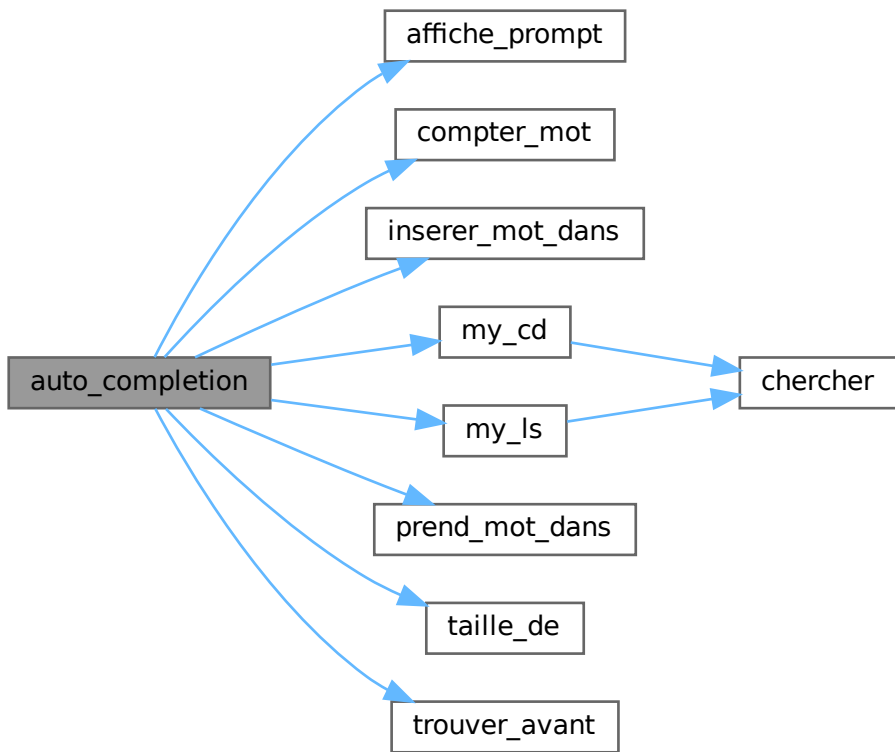 affiche_prompt
compter_mot
inserer_mot_dans
my_cd
auto_completion
chercher
my_ls
prend_mot_dans
taille_de
trouver_avant